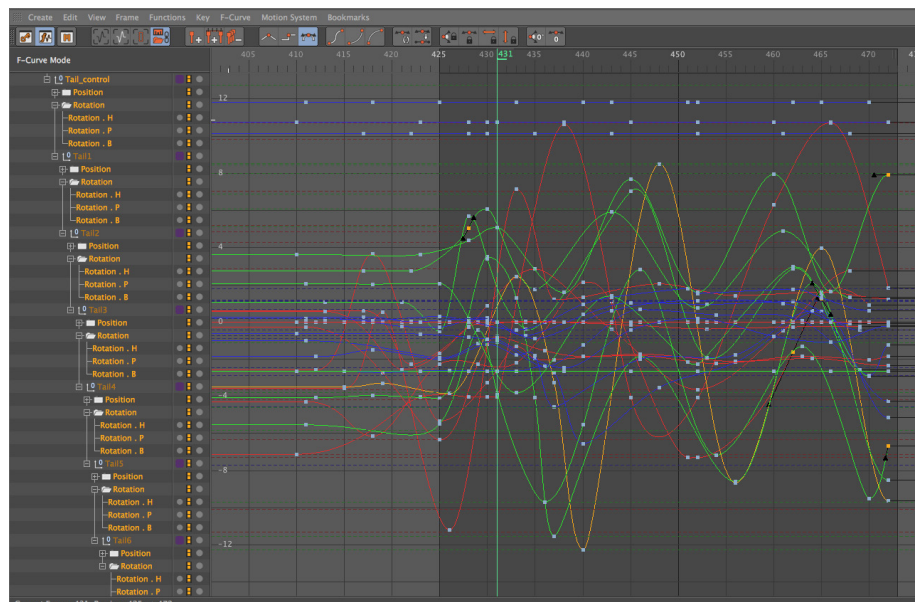 Create Edit View Frame Functions Key F-Curve Motion System Bookmarks
F-Curve Mode
405 415 420 425 430 431 435 440 445 450 455 460 465 470
Tail_control
Position
Rotation
Rotation . H
Rotation . P
Rotation . B
Tail1
Position
Rotation
Rotation . H
Rotation . P
Rotation . B
Tail2
Position
Rotation
Rotation . H
Rotation . P
Rotation . B
Tail3
Position
Rotation
Rotation . H
Rotation . P
Rotation . B
Tail4
Position
Rotation
Rotation . H
Rotation . P
Rotation . B
Tail5
Position
Rotation
Rotation . H
Rotation . P
Rotation . B
Tail6
Position
Rotation
Rotation . H
Rotation . P
12
8
4
0
-4
-8
-12